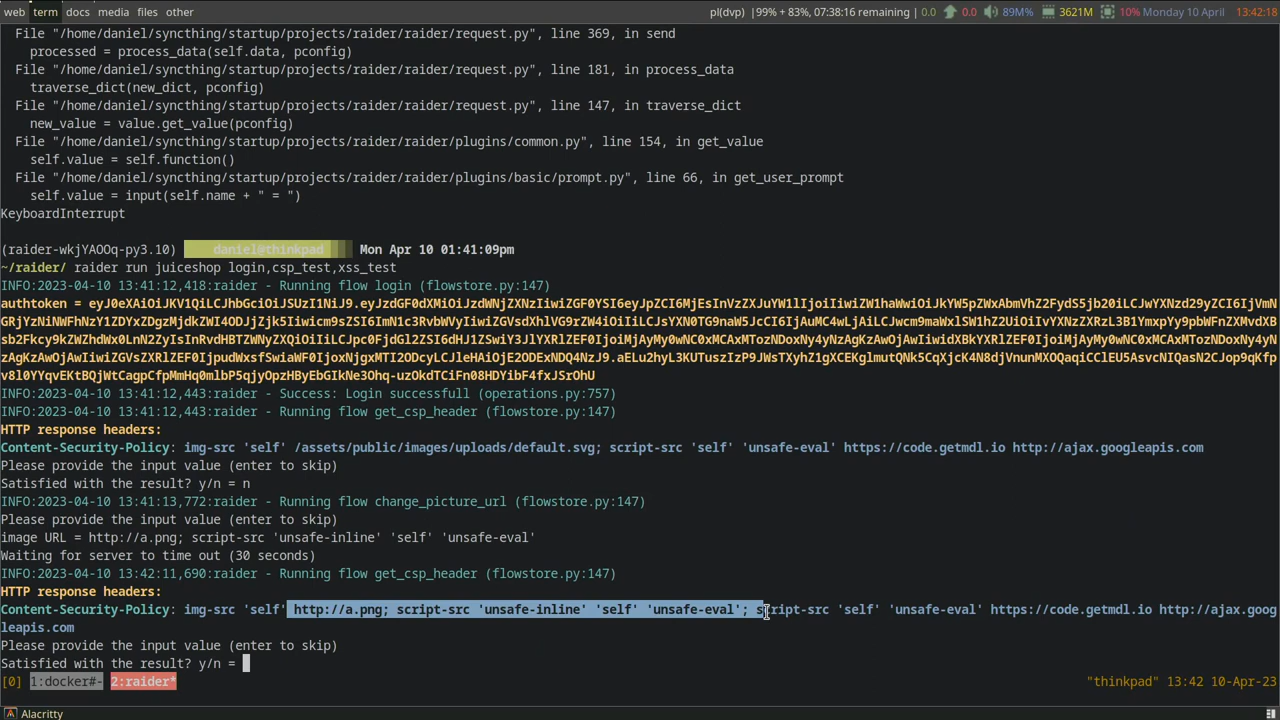 web term docs media files other pl(dvp) |99% + 83%, 07:38:16 remaining | 0.0 0.0 89M% 3621M 10% Monday 10 April 13:42:18
File "/home/daniel/syncthing/startup/projects/raider/raider/request.py", line 369, in send
processed = process_data(self.data, pconfig)
File "/home/daniel/syncthing/startup/projects/raider/raider/request.py", line 181, in process_data
traverse_dict(new_dict, pconfig)
File "/home/daniel/syncthing/startup/projects/raider/raider/request.py", line 147, in traverse_dict
new_value = value.get_value(pconfig)
File "/home/daniel/syncthing/startup/projects/raider/raider/plugins/common.py", line 154, in get_value
self.value = self.function()
File "/home/daniel/syncthing/startup/projects/raider/raider/plugins/basic/prompt.py", line 66, in get_user_prompt
self.value = input(self.name + " = ")
KeyboardInterrupt
(raider-wkjYAOOq-py3.10) daniel@thinkpad Mon Apr 10 01:41:09pm
~/raider/ raider run juiceshop login,csp_test,xss_test
INFO:2023-04-10 13:41:12,418:raider - Running flow login (flowstore.py:147)
authtoken =
INFO:2023-04-10 13:41:12,443:raider - Success: Login successfull (operations.py:757)
INFO:2023-04-10 13:41:12,443:raider - Running flow get_csp_header (flowstore.py:147)
HTTP response headers:
Content-Security-Policy: img-src 'self' /assets/public/images/uploads/default.svg; script-src 'self' 'unsafe-eval' https://code.getmdl.io http://ajax.googleapis.com
Please provide the input value (enter to skip)
Satisfied with the result? y/n = n
INFO:2023-04-10 13:41:13,772:raider - Running flow change_picture_url (flowstore.py:147)
Please provide the input value (enter to skip)
image URL = http://a.png; script-src 'unsafe-inline' 'self' 'unsafe-eval'
Waiting for server to time out (30 seconds)
INFO:2023-04-10 13:42:11,690:raider - Running flow get_csp_header (flowstore.py:147)
HTTP response headers:
Content-Security-Policy: img-src 'self' http://a.png; script-src 'unsafe-inline' 'self' 'unsafe-eval'; script-src 'self' 'unsafe-eval' https://code.getmdl.io http://ajax.goog
leapis.com
Please provide the input value (enter to skip)
Satisfied with the result? y/n =
[0] 1:docker#- 2:raider* "thinkpad" 13:42 10-Apr-23
Alacritty